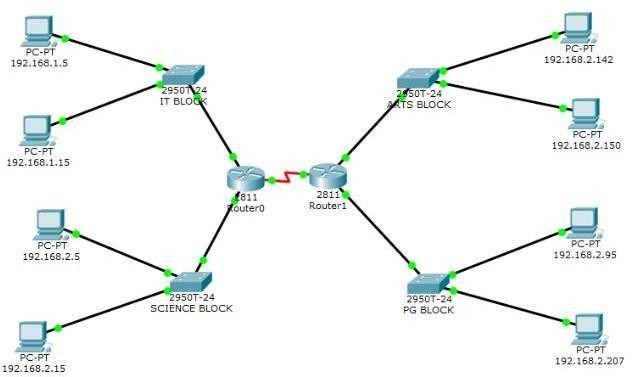 PC-PT
192.168.1.5
PC-PT
192.168.2.142
2950T-24
IT BLOCK
2950T-24
ARTS BLOCK
PC-PT
192.168.1.15
PC-PT
192.168.2.150
2811
Router0
2811
Router1
PC-PT
192.168.2.5
PC-PT
192.168.2.95
2950T-24
SCIENCE BLOCK
2950T-24
PG BLOCK
PC-PT
192.168.2.15
PC-PT
192.168.2.207